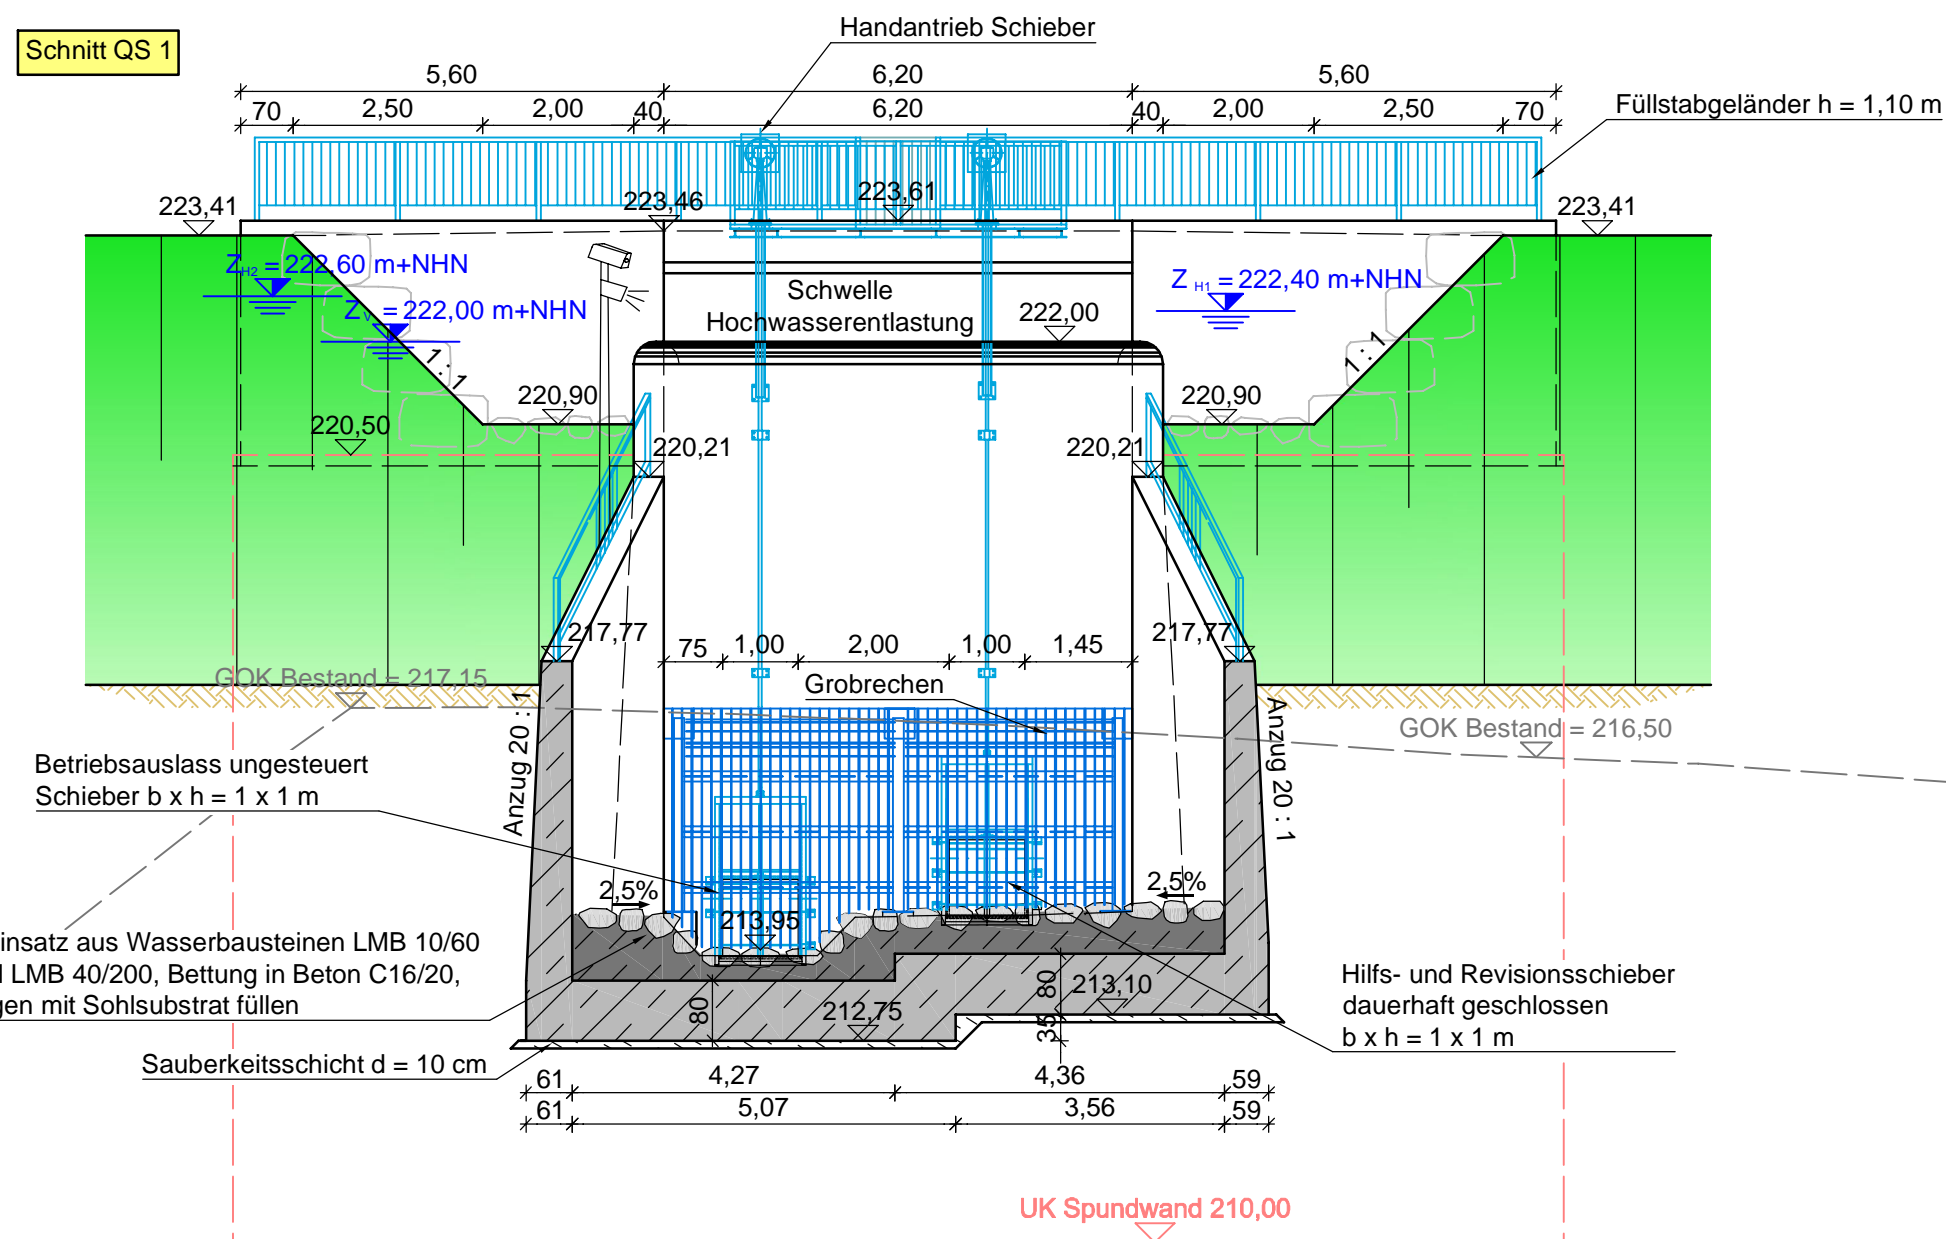 Schnitt QS 1
Handantrieb Schieber
5,60 6,20 5,60
70 2,50 2,00 40 6,20 40 2,00 2,50 70
Füllstabgeländer h = 1,10 m
223,41 223,46 223,61 223,41
Z H2 = 222,60 m+NHN
Z V = 222,00 m+NHN
Z H1 = 222,40 m+NHN
Schwelle
Hochwasserentlastung
222,00
1 : 1
1 : 1
220,90 220,90
220,50
220,21 220,21
217,77 217,77
75 1,00 2,00 1,00 1,45
GOK Bestand = 217,15
Grobrechen
GOK Bestand = 216,50
Anzug 20 : 1
Anzug 20 : 1
Betriebsauslass ungesteuert
Schieber b x h = 1 x 1 m
2,5% 2,5%
213,95
insatz aus Wasserbausteinen LMB 10/60
LMB 40/200, Bettung in Beton C16/20,
gen mit Sohlsubstrat füllen
80
212,75
80
35
213,10
Hilfs- und Revisionsschieber
dauerhaft geschlossen
b x h = 1 x 1 m
Sauberkeitsschicht d = 10 cm
61 4,27 4,36 59
61 5,07 3,56 59
UK Spundwand 210,00